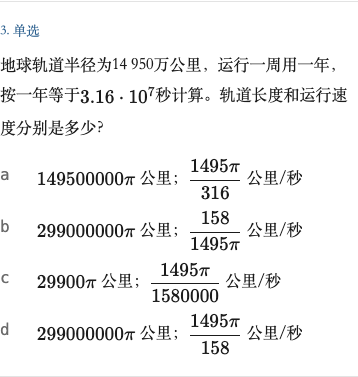 3. 单选
地球轨道半径为14 950万公里，运行一周用一年，
按一年等于3.16 · 10⁷秒计算。轨道长度和运行速
度分别是多少?
a 149500000π 公里； 1495π/316 公里/秒
b 299000000π 公里； 158/1495π 公里/秒
c 29900π 公里； 1495π/1580000 公里/秒
d 299000000π 公里； 1495π/158 公里/秒